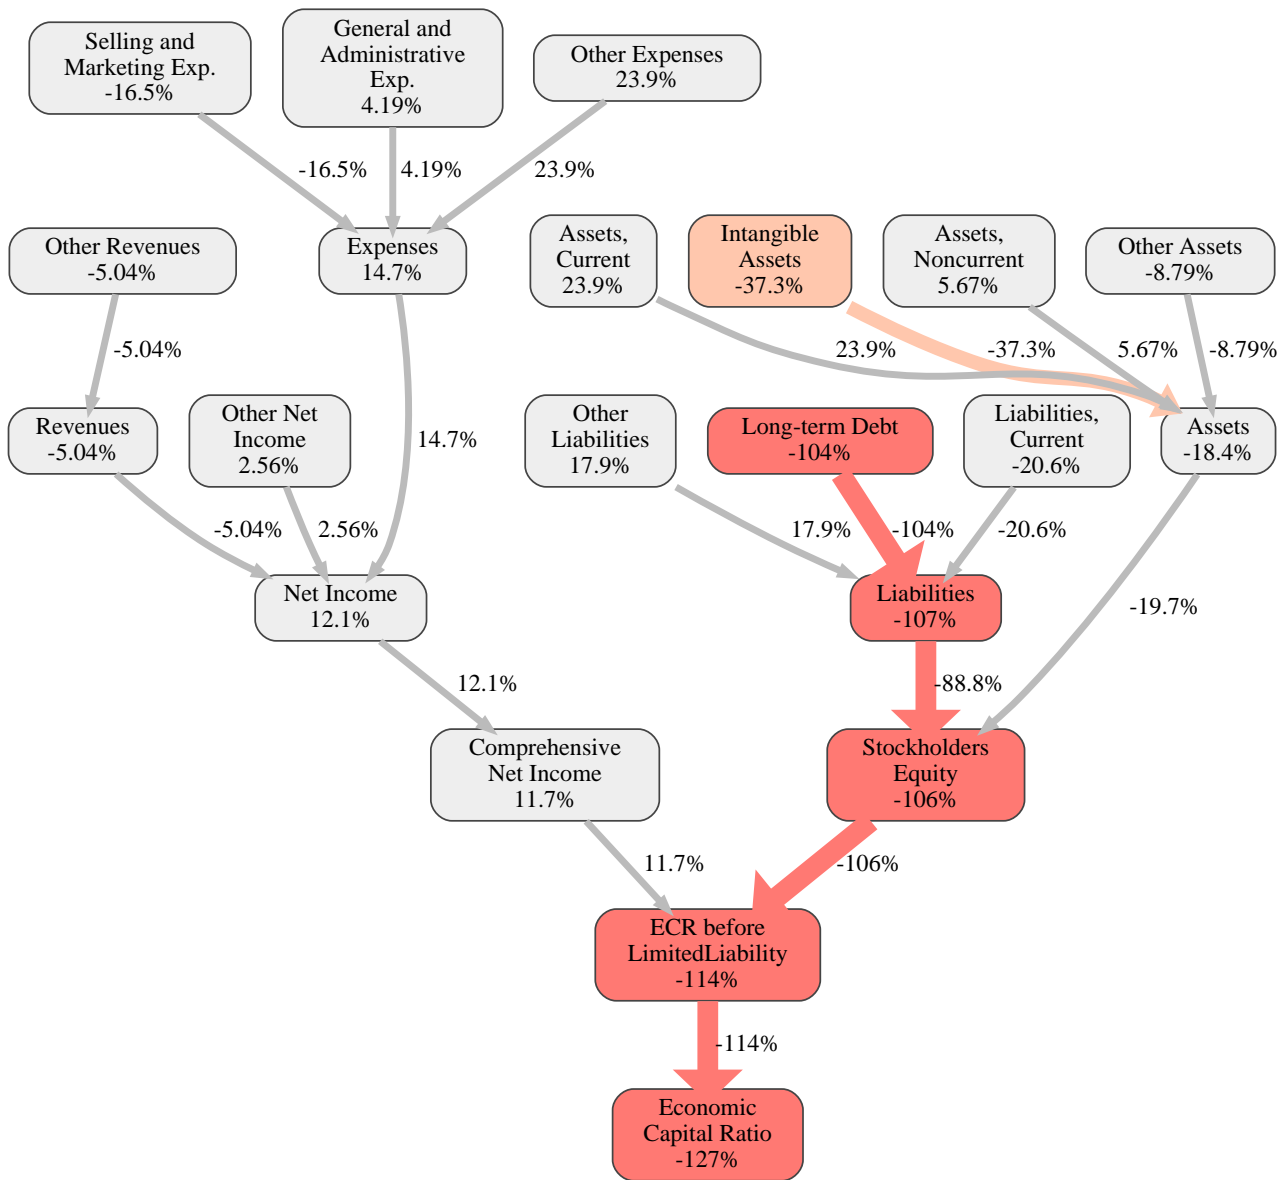 Selling and
Marketing Exp.
-16.5%
General and
Administrative
Exp.
4.19%
Other Expenses
23.9%
-16.5%
4.19%
23.9%
Other Revenues
-5.04%
Expenses
14.7%
Assets,
Current
23.9%
Intangible
Assets
-37.3%
Assets,
Noncurrent
5.67%
Other Assets
-8.79%
-5.04%
23.9%
-37.3%
5.67%
-8.79%
Revenues
-5.04%
Other Net
Income
2.56%
14.7%
Other
Liabilities
17.9%
Long-term Debt
-104%
Liabilities,
Current
-20.6%
Assets
-18.4%
-5.04%
2.56%
17.9%
-104%
-20.6%
Net Income
12.1%
Liabilities
-107%
-19.7%
12.1%
-88.8%
Comprehensive
Net Income
11.7%
Stockholders
Equity
-106%
11.7%
-106%
ECR before
LimitedLiability
-114%
-114%
Economic
Capital Ratio
-127%